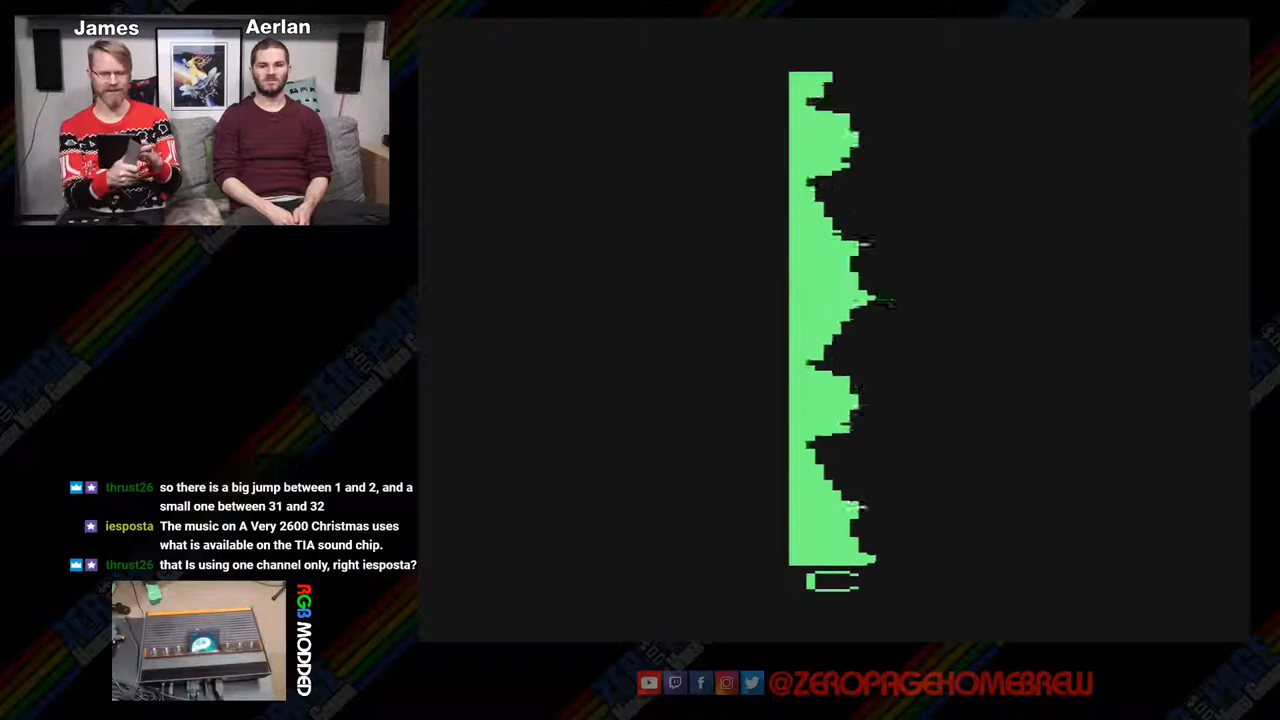 James
Aerlan
thrust26 so there is a big jump between 1 and 2, and a
small one between 31 and 32
iesposta The music on A Very 2600 Christmas uses
what is available on the TIA sound chip.
thrust26 that Is using one channel only, right iesposta?
RGB MODDED
@ZEROPAGEHOMEBREW